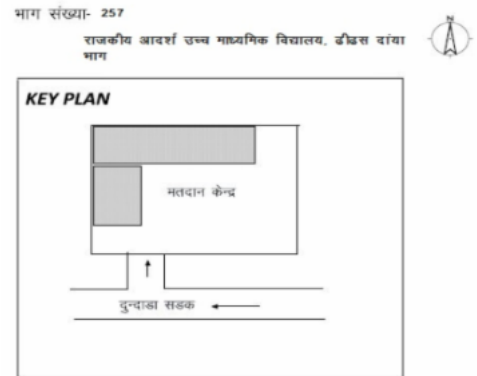 भाग संख्या- 257
राजकीय आदर्श उच्च माध्यमिक विद्यालय, ढीढस दांया
भाग
N
KEY PLAN
मतदान केन्द्र
दुन्दाडा सडक